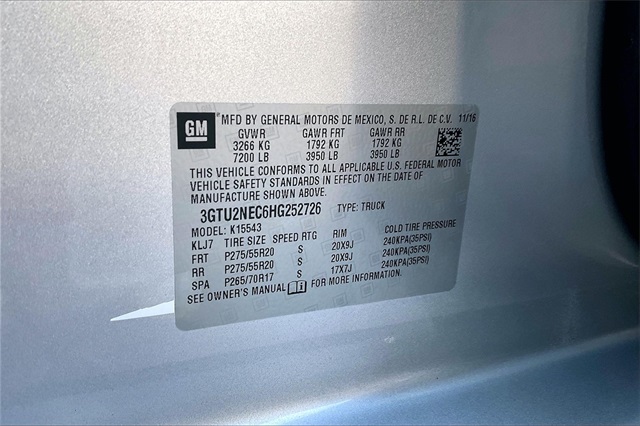 GM ®MFD BY GENERAL MOTORS DE MEXICO, S. DE R.L. DE C.V. 11/16
GVWR GAWR FRT GAWR RR
3266 KG 1792 KG 1792 KG
7200 LB 3950 LB 3950 LB
THIS VEHICLE CONFORMS TO ALL APPLICABLE U.S. FEDERAL MOTOR
VEHICLE SAFETY STANDARDS IN EFFECT ON THE DATE OF
MANUFACTURE SHOWN ABOVE.
3GTU2NEC6HG252726 TYPE: TRUCK
MODEL: K15543
KLJ7 TIRE SIZE SPEED RTG RIM COLD TIRE PRESSURE
FRT P275/55R20 S 20X9J 240KPA(35PSI)
RR P275/55R20 S 20X9J 240KPA(35PSI)
SPA P265/70R17 S 17X7J 240KPA(35PSI)
SEE OWNER'S MANUAL FOR MORE INFORMATION.